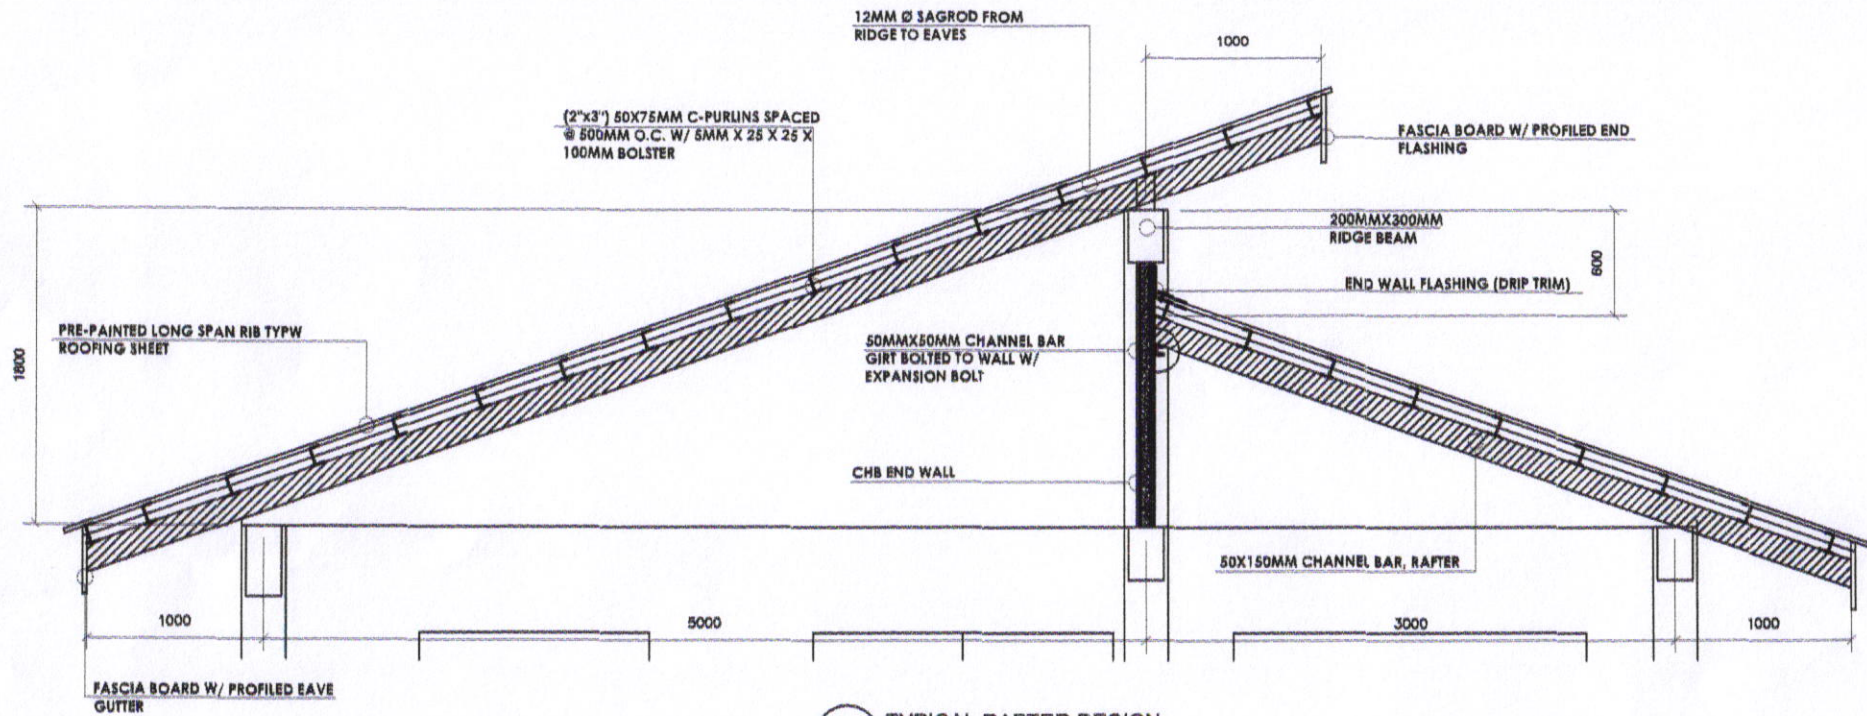 12MM Ø SAGROD FROM
RIDGE TO EAVES
1000
(2"x3") 50X75MM C-PURLINS SPACED
@ 500MM O.C. W/ 5MM X 25 X 25 X
100MM BOLSTER
FASCIA BOARD W/ PROFILED END
FLASHING
200MMX300MM
RIDGE BEAM
600
END WALL FLASHING (DRIP TRIM)
PRE-PAINTED LONG SPAN RIB TYPW
ROOFING SHEET
1800
50MMX50MM CHANNEL BAR
GIRT BOLTED TO WALL W/
EXPANSION BOLT
CHB END WALL
50X150MM CHANNEL BAR, RAFTER
1000
5000
3000
1000
FASCIA BOARD W/ PROFILED EAVE
GUTTER
TYPICAL RAFTER DESIGN